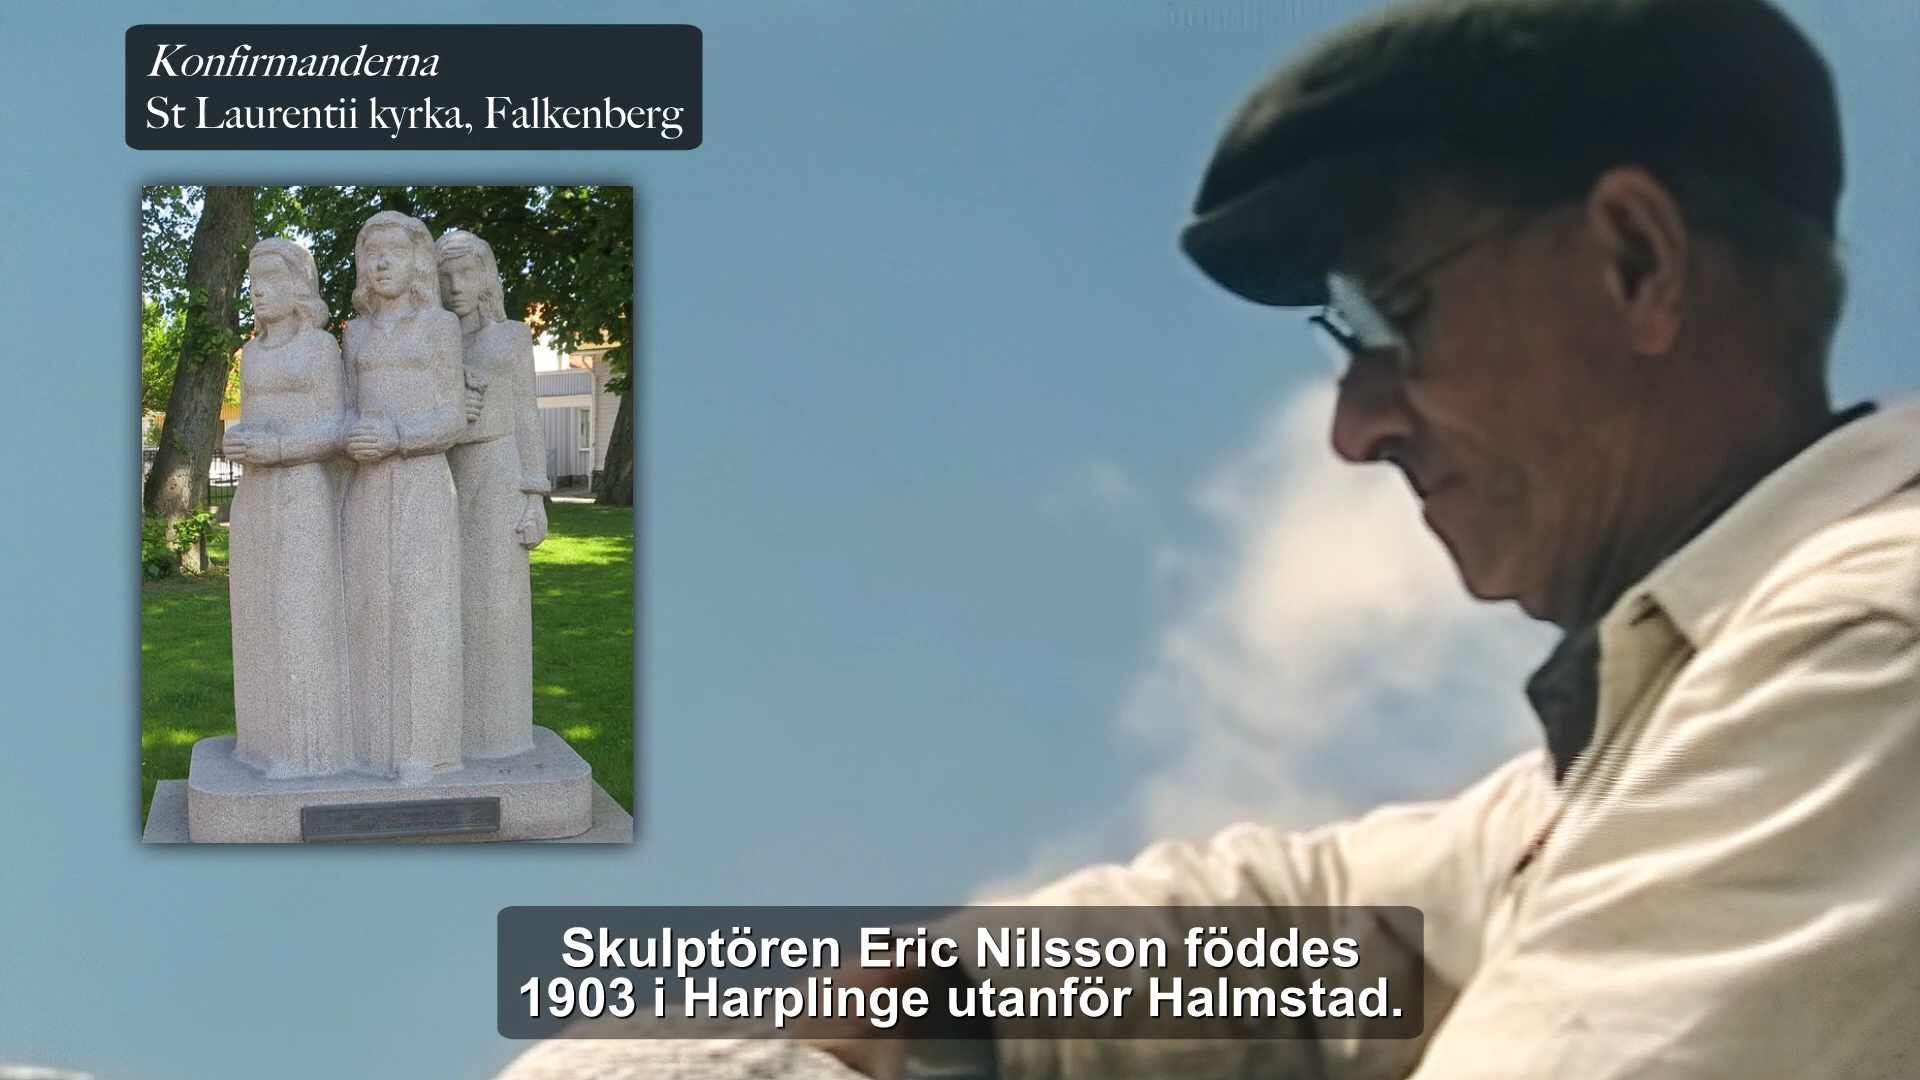 Konfirmanderna
St Laurentii kyrka, Falkenberg
Skulptören Eric Nilsson föddes
1903 i Harplinge utanför Halmstad.